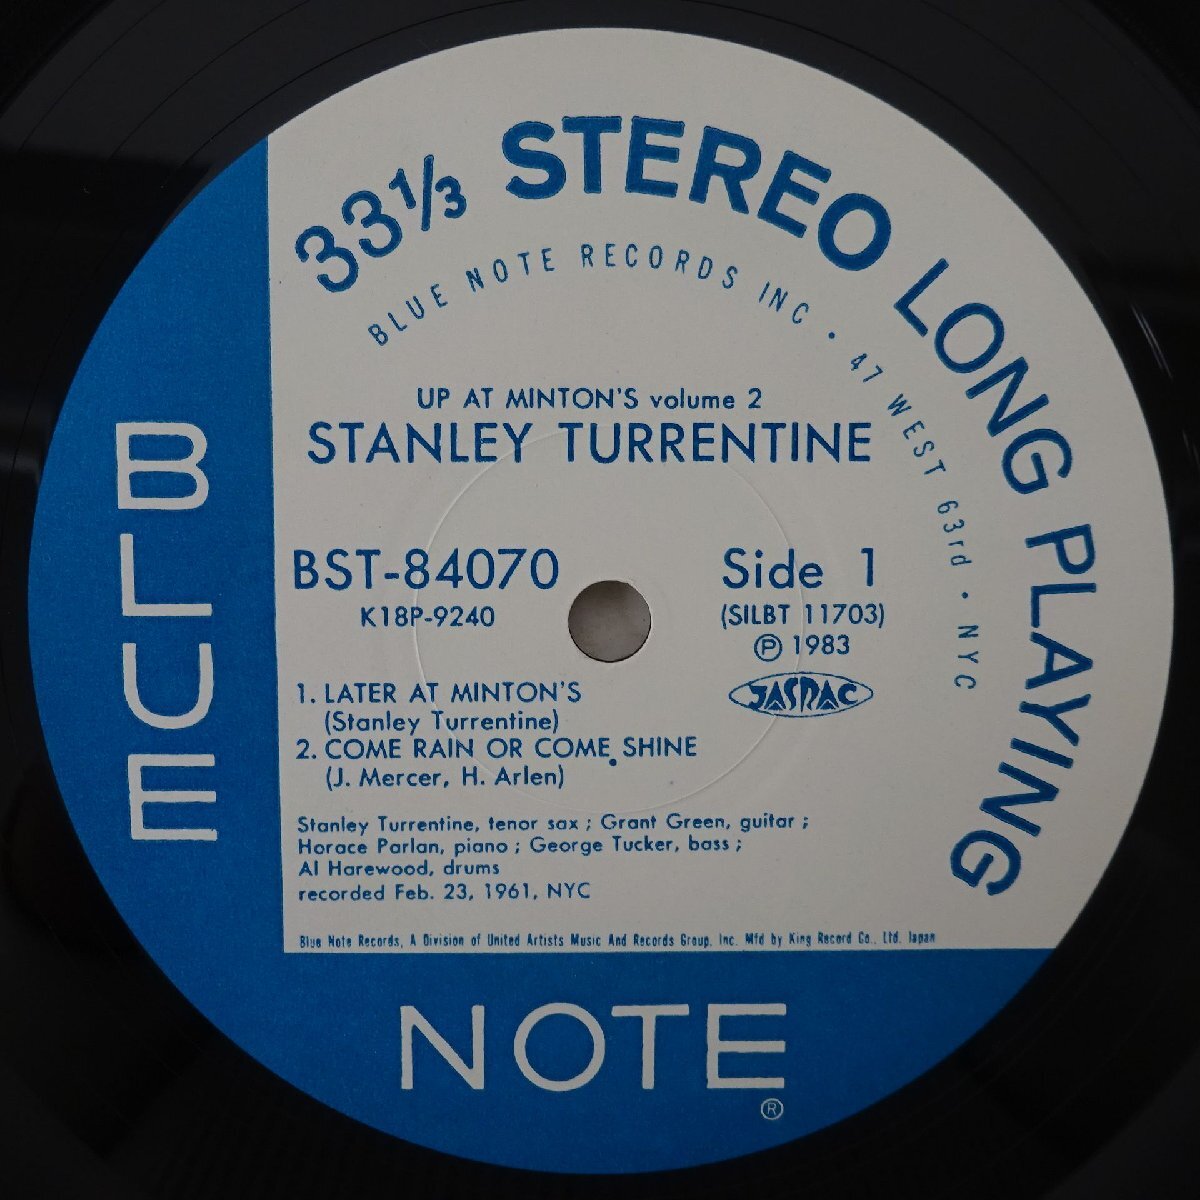 33⅓ STEREO LONG PLAYING
BLUE NOTE RECORDS INC • 47 WEST 63rd • NYC
UP AT MINTON'S volume 2
STANLEY TURRENTINE
BST-84070
K18P-9240
Side 1
(SILBT 11703)
Ⓟ 1983
JASRAC
1. LATER AT MINTON'S
(Stanley Turrentine)
2. COME RAIN OR COME SHINE
(J. Mercer, H. Arlen)
Stanley Turrentine, tenor sax ; Grant Green, guitar ;
Horace Parlan, piano ; George Tucker, bass ;
Al Harewood, drums
recorded Feb. 23, 1961, NYC
Blue Note Records, A Division of United Artists Music And Records Group, Inc. Mfd by King Record Co., Ltd. Japan
BLUE
NOTE
®